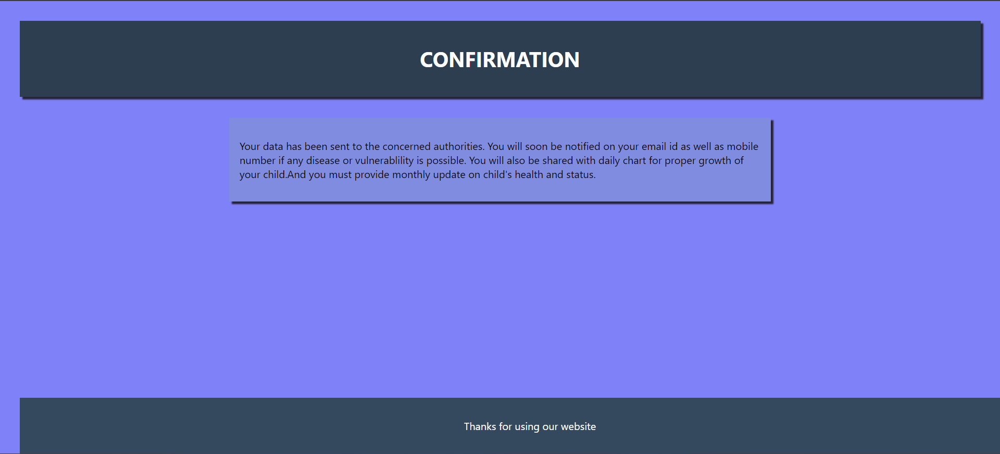 CONFIRMATION
Your data has been sent to the concerned authorities. You will soon be notified on your email id as well as mobile
number if any disease or vulnerablility is possible. You will also be shared with daily chart for proper growth of
your child.And you must provide monthly update on child's health and status.
Thanks for using our website